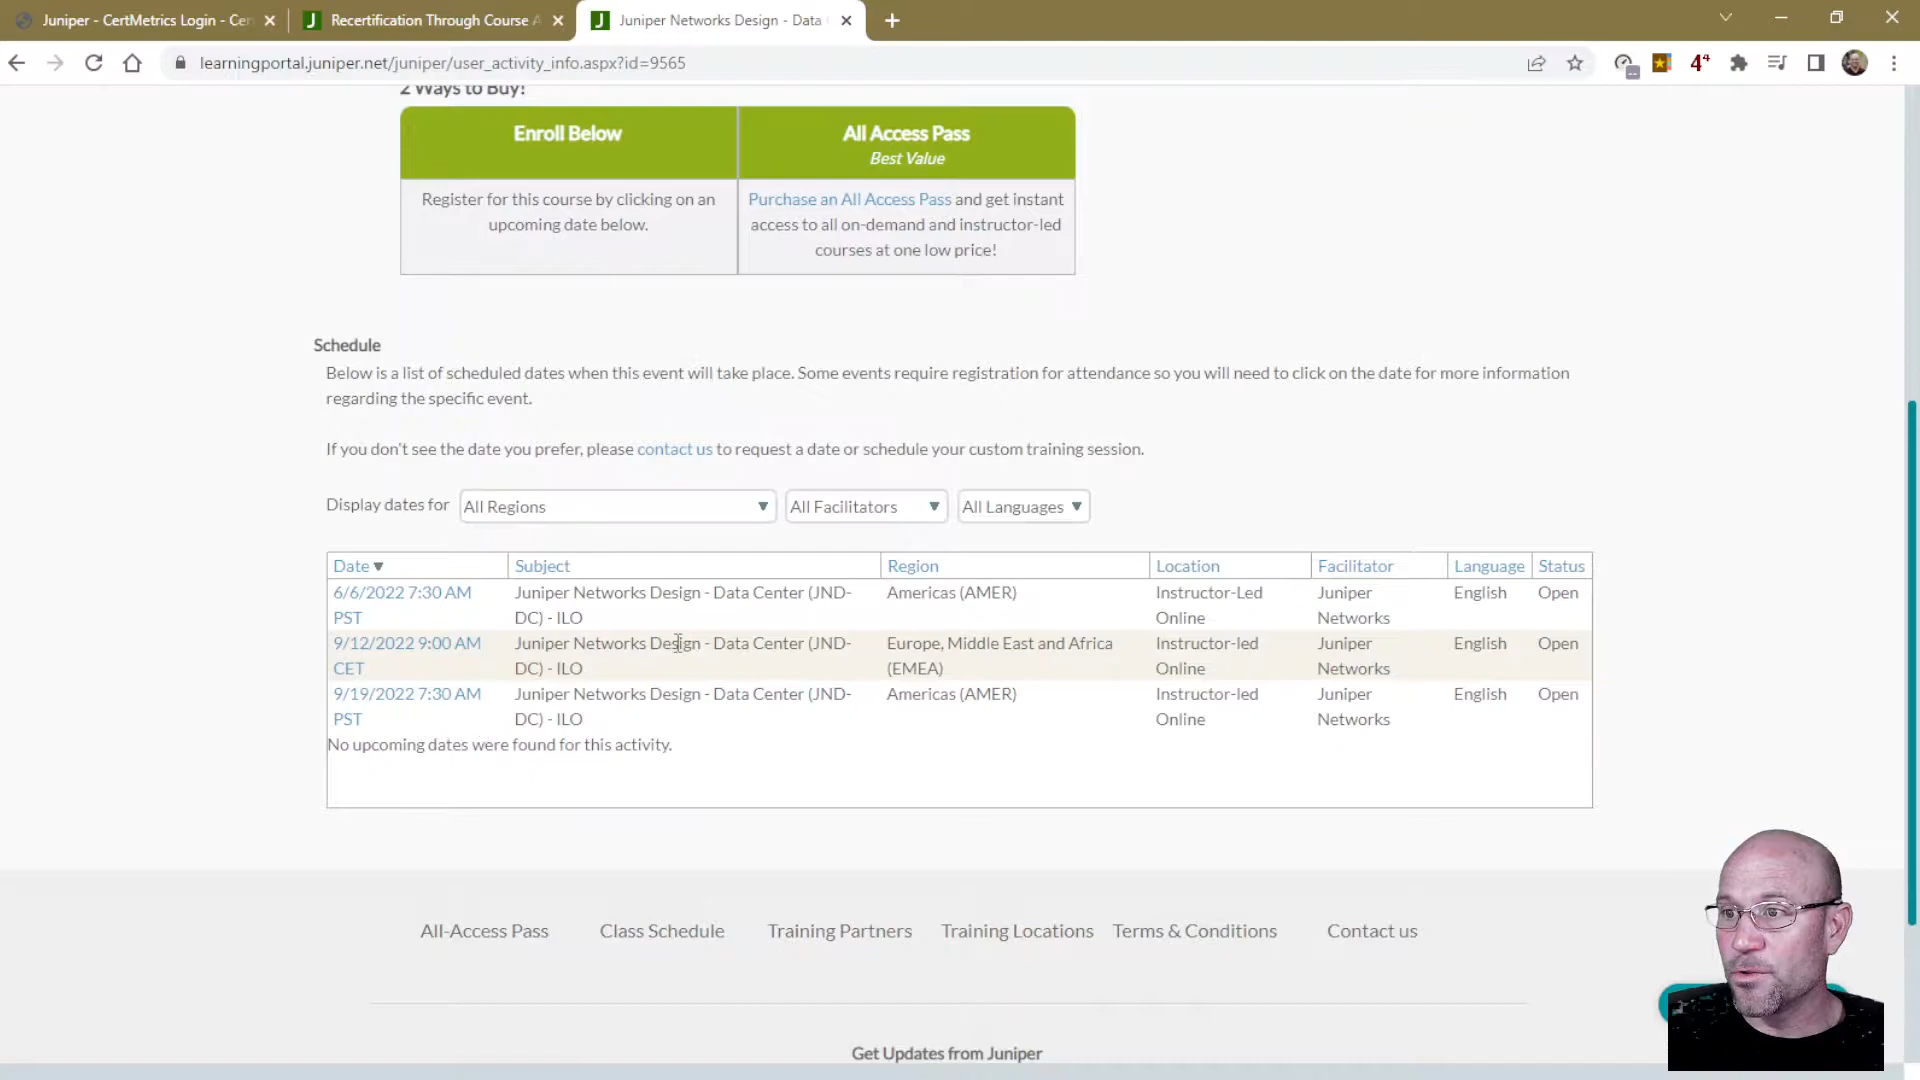 Juniper - CertMetrics Login - Cer
Recertification Through Course A
Juniper Networks Design - Data
learningportal.juniper.net/juniper/user_activity_info.aspx?id=9565
2 Ways to Buy!
Enroll Below
All Access Pass
Best Value
Register for this course by clicking on an
upcoming date below.
Purchase an All Access Pass and get instant
access to all on-demand and instructor-led
courses at one low price!
Schedule
Below is a list of scheduled dates when this event will take place. Some events require registration for attendance so you will need to click on the date for more information
regarding the specific event.
If you don't see the date you prefer, please contact us to request a date or schedule your custom training session.
Display dates for All Regions ▼ All Facilitators ▼ All Languages ▼
Date ▼ Subject Region Location Facilitator Language Status
6/6/2022 7:30 AM Juniper Networks Design - Data Center (JND- Americas (AMER) Instructor-Led Juniper English Open
PST DC) - ILO Online Networks
9/12/2022 9:00 AM Juniper Networks Design - Data Center (JND- Europe, Middle East and Africa Instructor-led Juniper English Open
CET DC) - ILO (EMEA) Online Networks
9/19/2022 7:30 AM Juniper Networks Design - Data Center (JND- Americas (AMER) Instructor-led Juniper English Open
PST DC) - ILO Online Networks
No upcoming dates were found for this activity.
All-Access Pass Class Schedule Training Partners Training Locations Terms & Conditions Contact us
Get Updates from Juniper